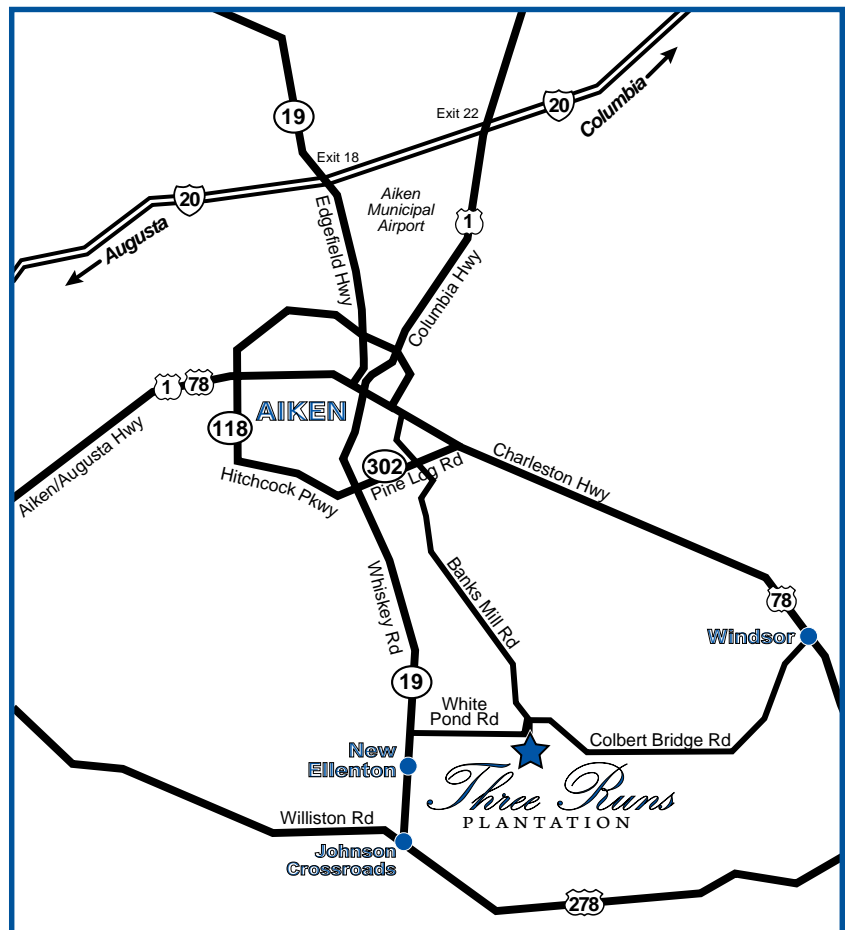 19
Exit 22
20
Columbia
Exit 18
20
Augusta
Aiken
Municipal
Airport
Edgefield Hwy
1
Columbia Hwy
1
78
AIKEN
118
Aiken/Augusta Hwy
302
Pine Log Rd
Hitchcock Pkwy
Charleston Hwy
Whiskey Rd
Banks Mill Rd
78
Windsor
19
White
Pond Rd
Colbert Bridge Rd
New
Ellenton
Three Runs
PLANTATION
Williston Rd
Johnson
Crossroads
278